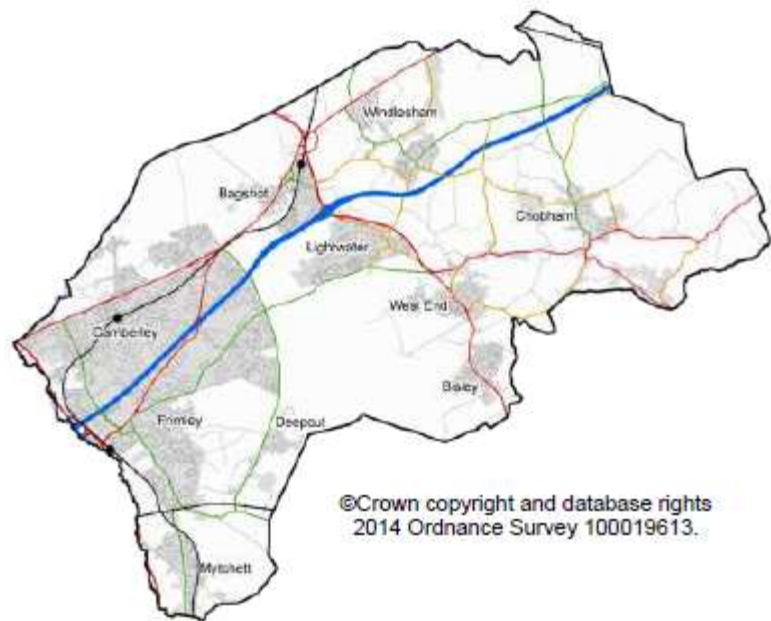 Windlesham
Bagshot
Chobham
Lightwater
West End
Camberley
Bisley
Frimley
Deepcut
©Crown copyright and database rights
2014 Ordnance Survey 100019613.
Mytchett